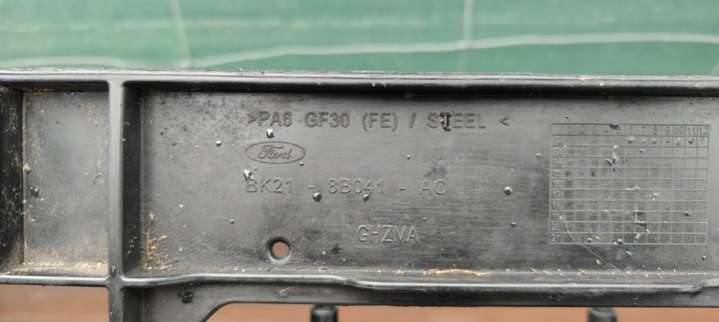 >PA6 GF30 (FE) / STEEL <
Ford
BK21 - 8B041 - AC
G-ZVA